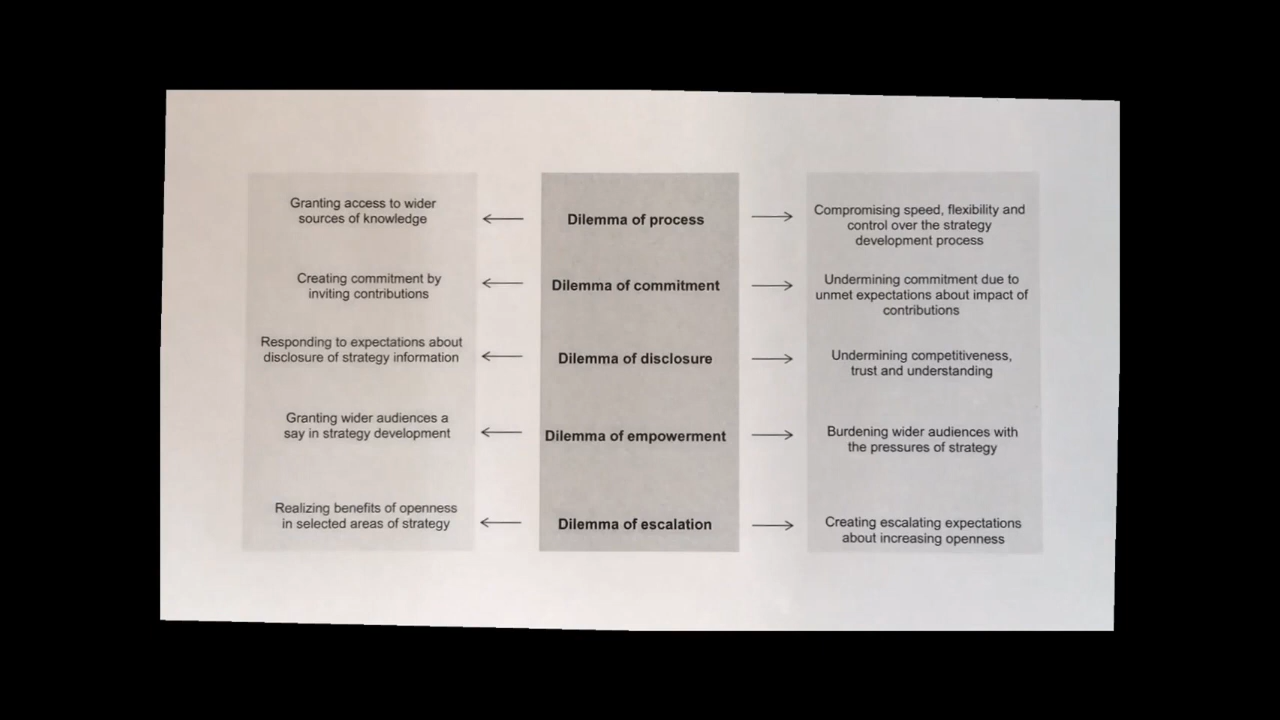 Granting access to wider
sources of knowledge
Dilemma of process
Compromising speed, flexibility and
control over the strategy
development process
Creating commitment by
inviting contributions
Dilemma of commitment
Undermining commitment due to
unmet expectations about impact of
contributions
Responding to expectations about
disclosure of strategy information
Dilemma of disclosure
Undermining competitiveness,
trust and understanding
Granting wider audiences a
say in strategy development
Dilemma of empowerment
Burdening wider audiences with
the pressures of strategy
Realizing benefits of openness
in selected areas of strategy
Dilemma of escalation
Creating escalating expectations
about increasing openness